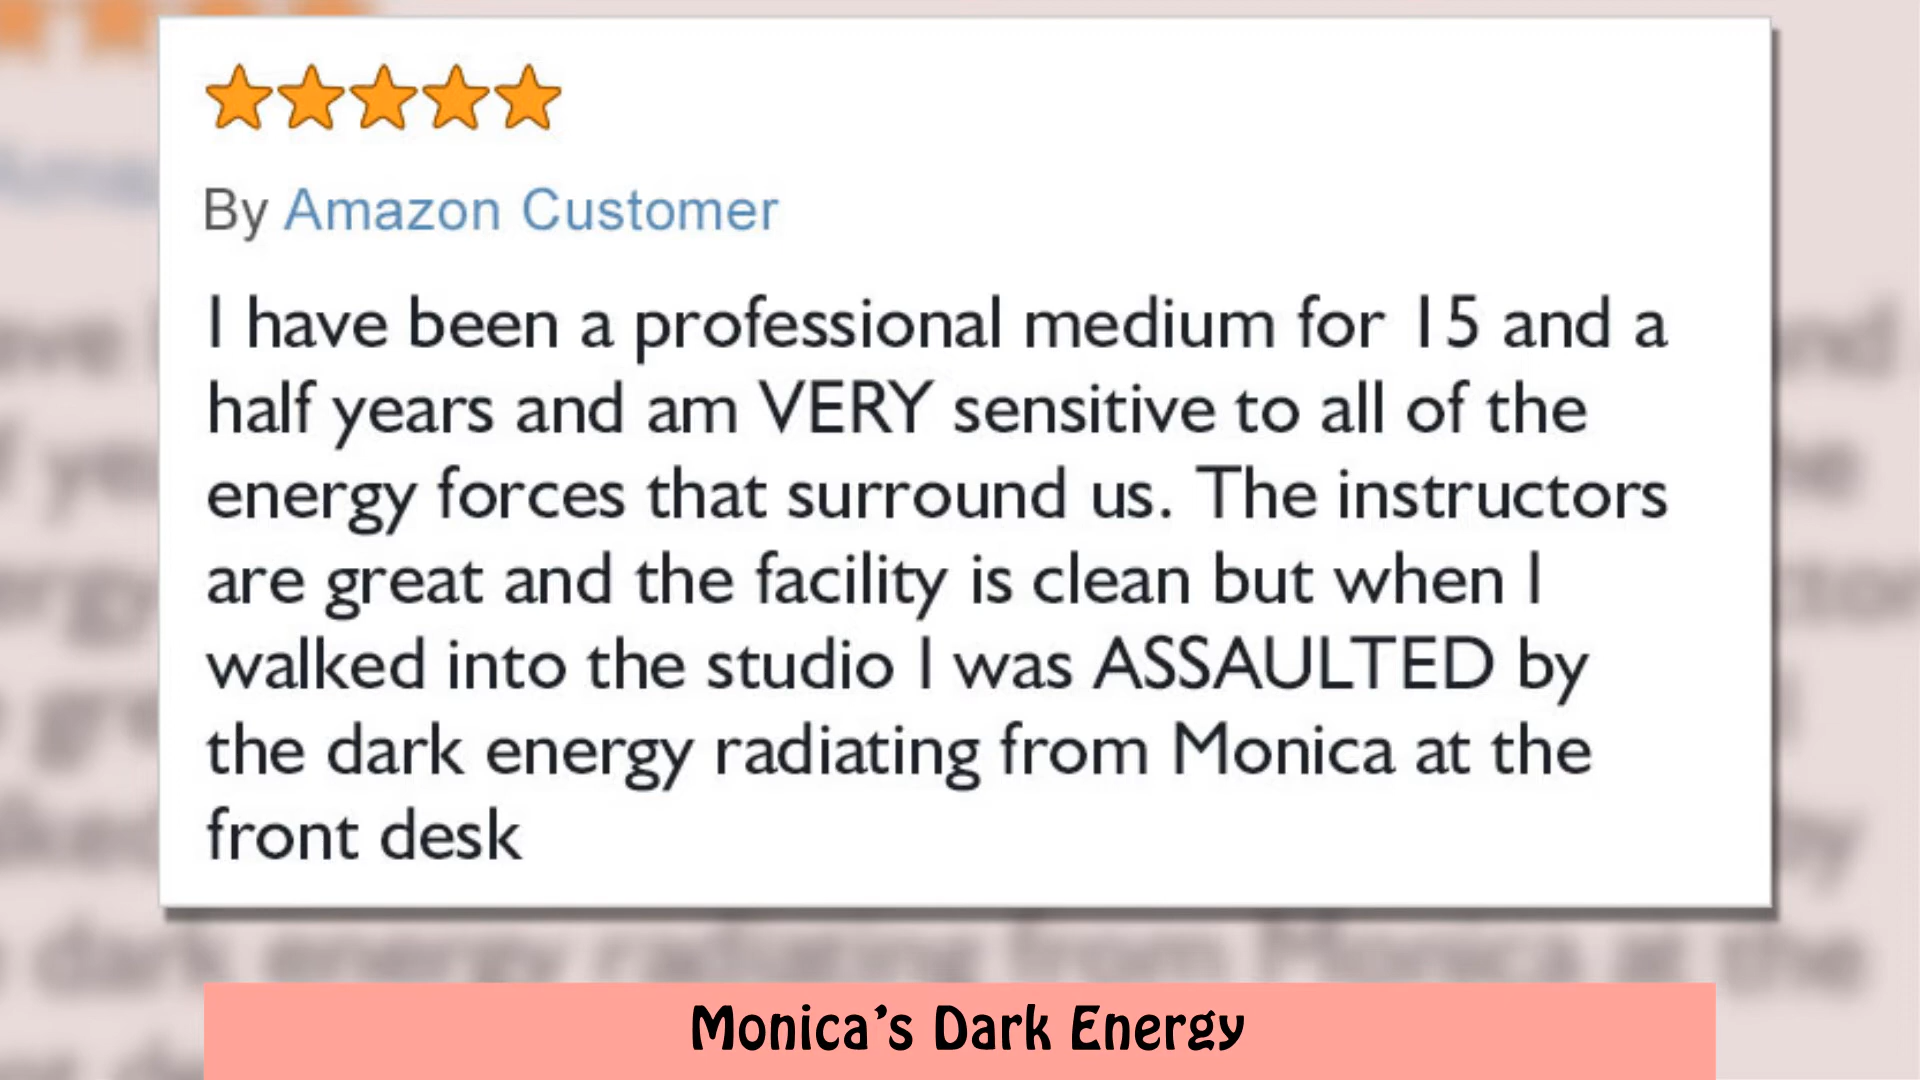 By Amazon Customer
I have been a professional medium for 15 and a
half years and am VERY sensitive to all of the
energy forces that surround us. The instructors
are great and the facility is clean but when I
walked into the studio I was ASSAULTED by
the dark energy radiating from Monica at the
front desk
Monica's Dark Energy